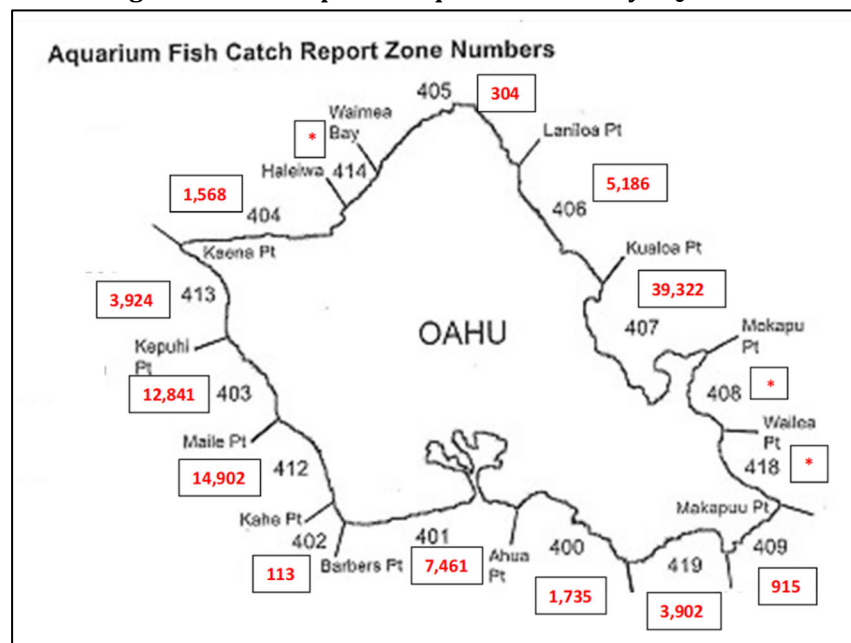 Aquarium Fish Catch Report Zone Numbers
405
304
Waimea
Bay
*
Laniloa Pt
Haleiwa
414
5,186
1,568
404
406
Kaena Pt
Kualoa Pt
3,924
413
39,322
OAHU
407
Mokapu
Pt
Kepuhi
Pt
12,841
403
408
*
Wailea
Pt
Maile Pt
412
418
*
14,902
Makapuu Pt
Kahe Pt
402
401
Ahua
Pt
400
419
409
Barbers Pt
7,461
113
1,735
3,902
915